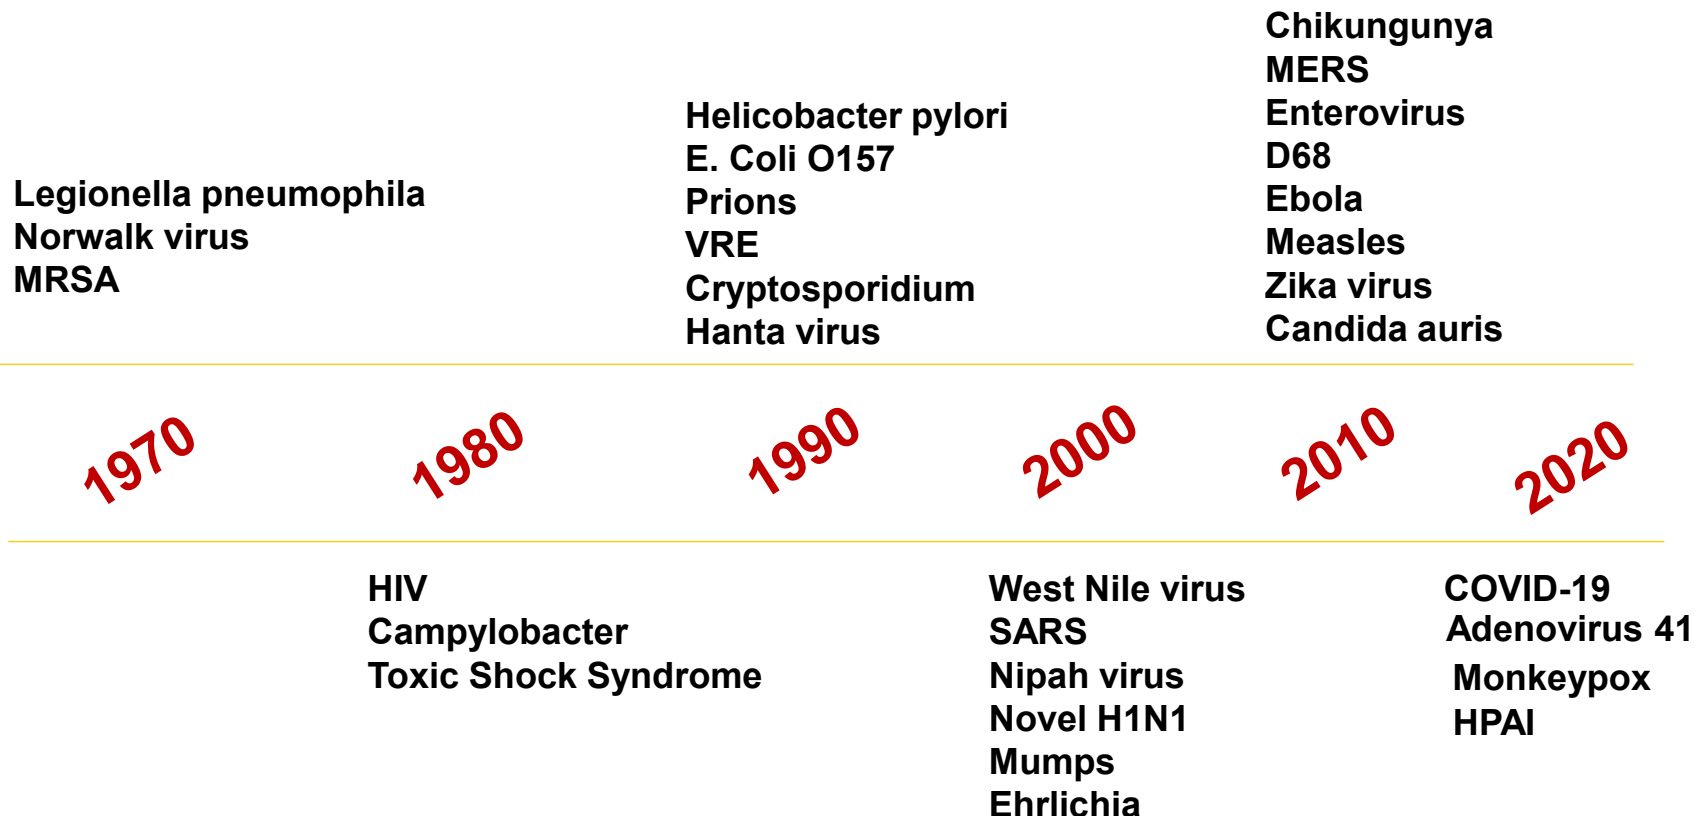 Chikungunya
MERS
Enterovirus
D68
Ebola
Measles
Zika virus
Candida auris
Helicobacter pylori
E. Coli O157
Prions
VRE
Cryptosporidium
Hanta virus
Legionella pneumophila
Norwalk virus
MRSA
1970
1980
1990
2000
2010
2020
HIV
Campylobacter
Toxic Shock Syndrome
West Nile virus
SARS
Nipah virus
Novel H1N1
Mumps
Ehrlichia
COVID-19
Adenovirus 41
Monkeypox
HPAI